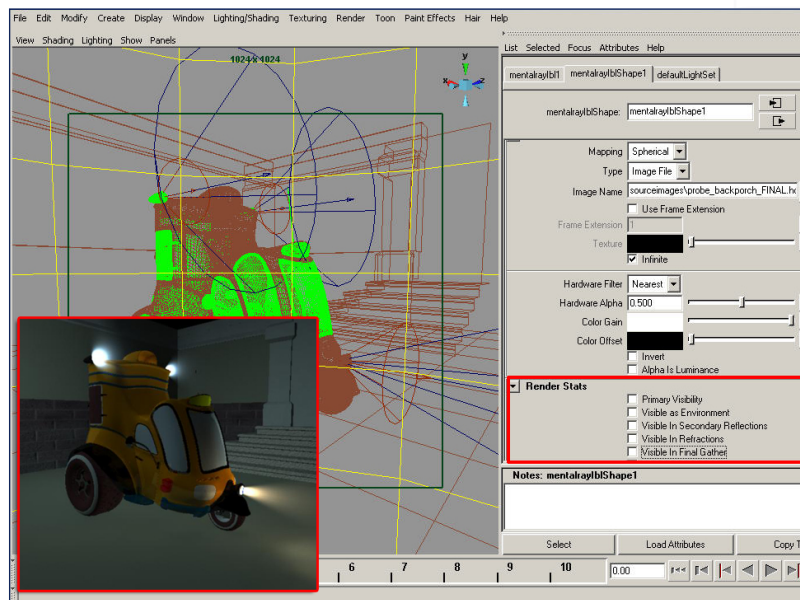 File Edit Modify Create Display Window Lighting/Shading Texturing Render Toon Paint Effects Hair Help
View Shading Lighting Show Panels
1024 x 1024
y
x
z
List Selected Focus Attributes Help
mentalrayIbl1 mentalrayIblShape1 defaultLightSet
mentalrayIblShape: mentalrayIblShape1
Mapping Spherical
Type Image File
Image Name sourceimages\probe_backporch_FINAL.h
Use Frame Extension
Frame Extension 1
Texture
Infinite
Hardware Filter Nearest
Hardware Alpha 0.500
Color Gain
Color Offset
Invert
Alpha Is Luminance
Render Stats
Primary Visibility
Visible as Environment
Visible In Secondary Reflections
Visible In Refractions
Visible In Final Gather
Notes: mentalrayIblShape1
Select Load Attributes Copy T
6 7 8 9 10 0.00